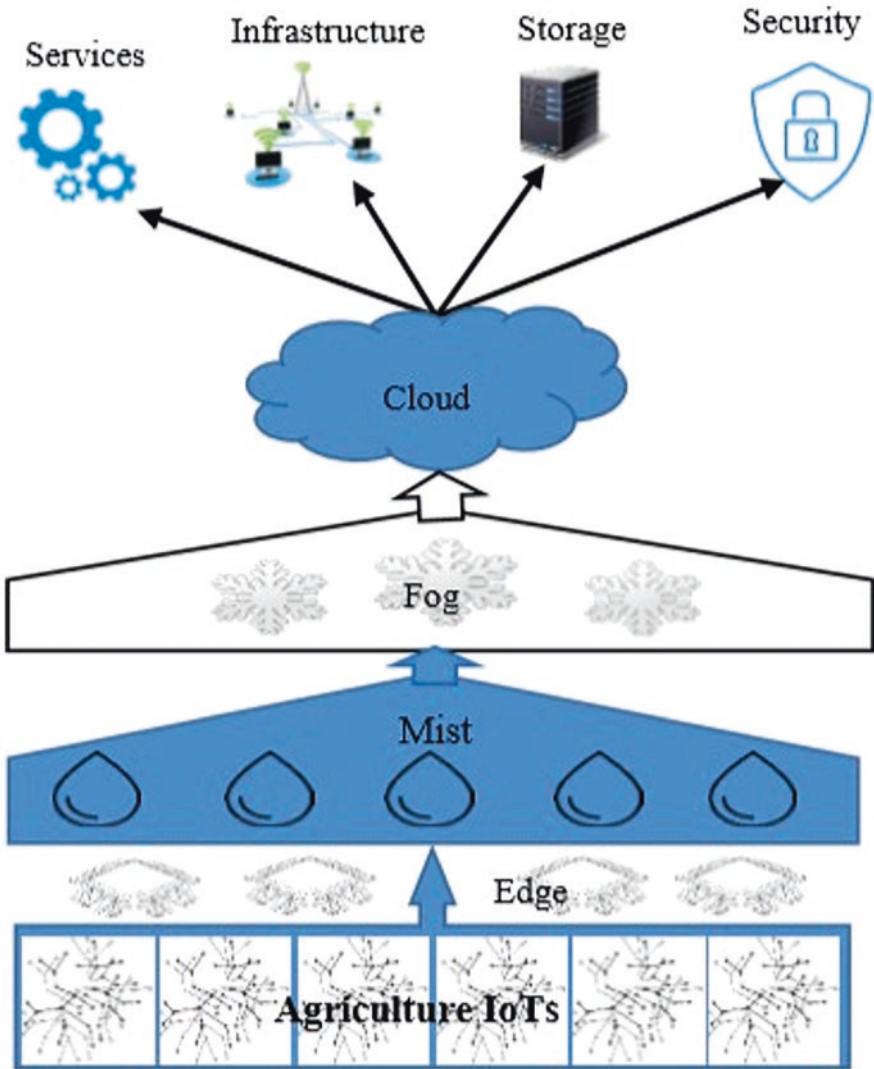 Services
Infrastructure
Storage
Security
Cloud
Fog
Mist
Edge
Agriculture IoTs